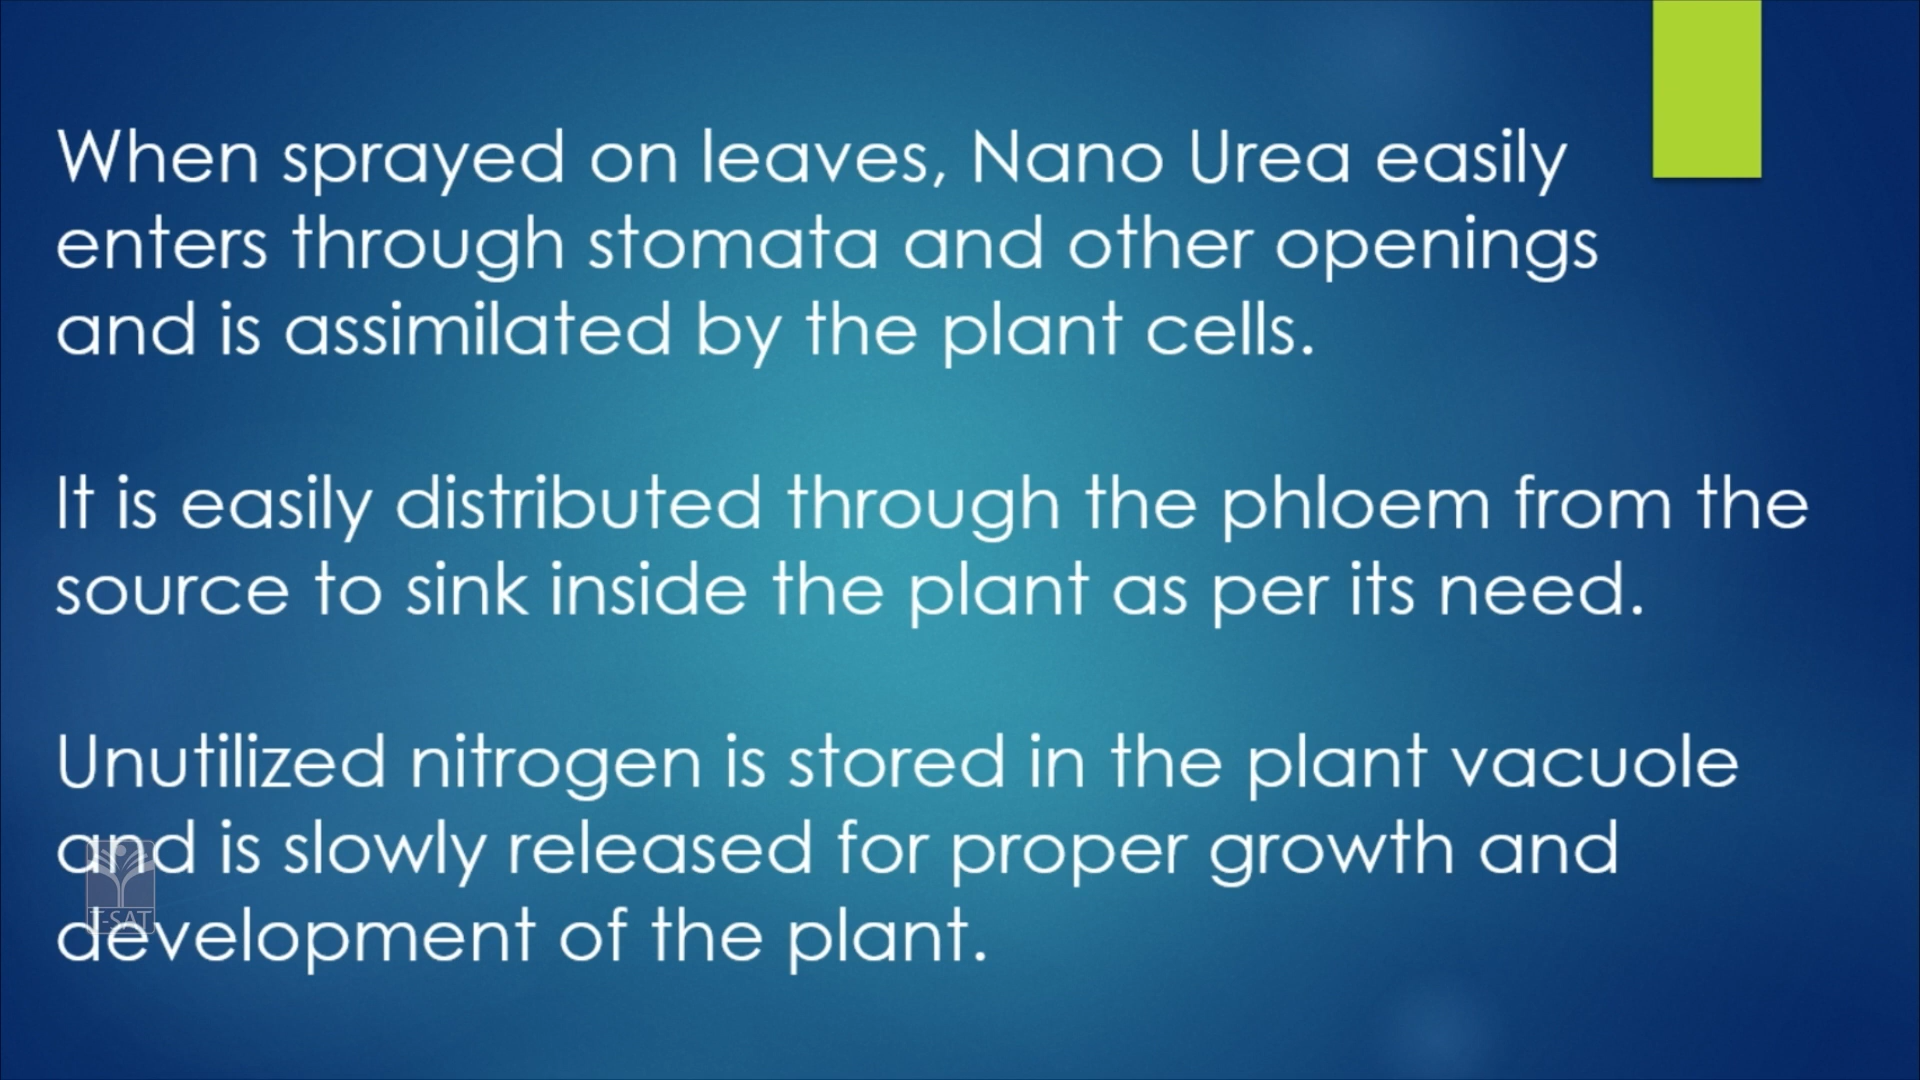 When sprayed on leaves, Nano Urea easily
enters through stomata and other openings
and is assimilated by the plant cells.
It is easily distributed through the phloem from the
source to sink inside the plant as per its need.
Unutilized nitrogen is stored in the plant vacuole
and is slowly released for proper growth and
development of the plant.
T-SAT